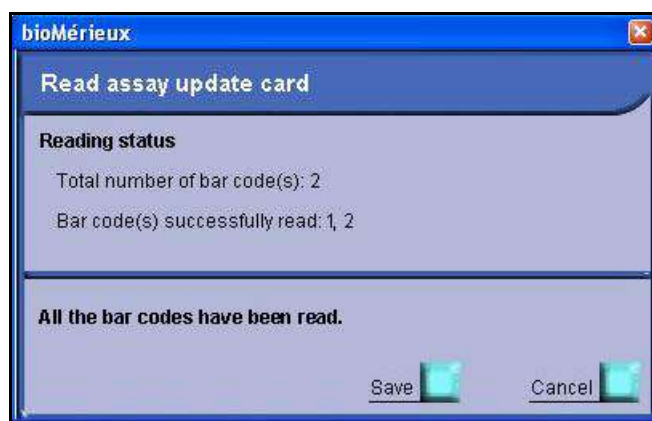 bioMérieux
Read assay update card
Reading status
Total number of bar code(s): 2
Bar code(s) successfully read: 1, 2
All the bar codes have been read.
Save Cancel